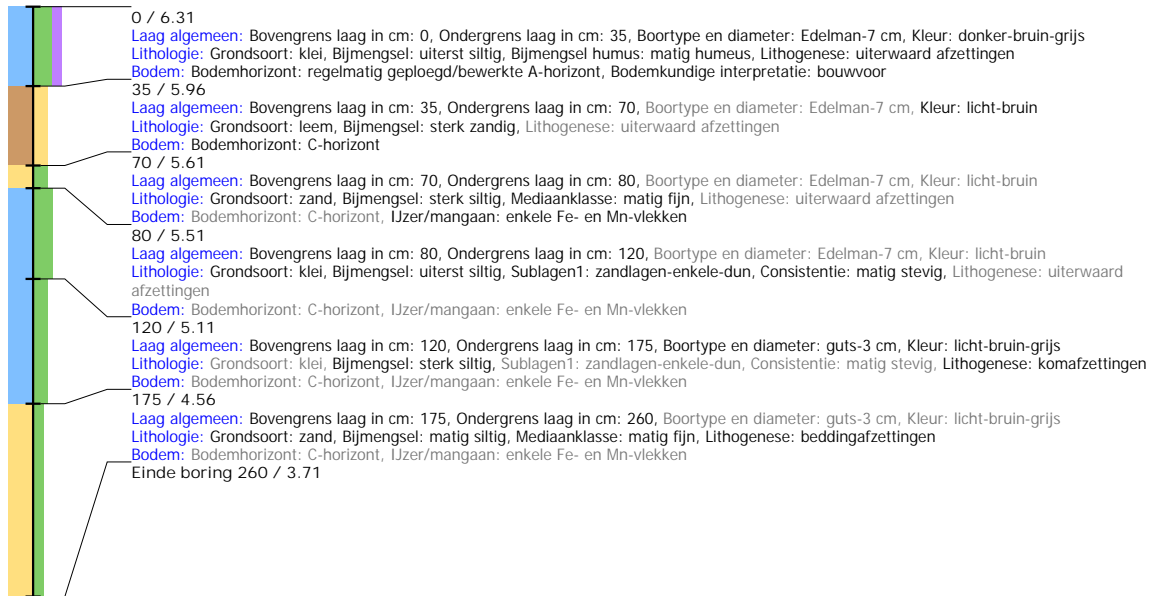 0 / 6.31
Laag algemeen: Bovengrens laag in cm: 0, Ondergrens laag in cm: 35, Boortype en diameter: Edelman-7 cm, Kleur: donker-bruin-grijs
Lithologie: Grondsoort: klei, Bijmengsel: uiterst siltig, Bijmengsel humus: matig humeus, Lithogenese: uiterwaard afzettingen
Bodem: Bodemhorizont: regelmatig geploegd/bewerkte A-horizont, Bodemkundige interpretatie: bouwvoor
35 / 5.96
Laag algemeen: Bovengrens laag in cm: 35, Ondergrens laag in cm: 70, Boortype en diameter: Edelman-7 cm, Kleur: licht-bruin
Lithologie: Grondsoort: leem, Bijmengsel: sterk zandig, Lithogenese: uiterwaard afzettingen
Bodem: Bodemhorizont: C-horizont
70 / 5.61
Laag algemeen: Bovengrens laag in cm: 70, Ondergrens laag in cm: 80, Boortype en diameter: Edelman-7 cm, Kleur: licht-bruin
Lithologie: Grondsoort: zand, Bijmengsel: sterk siltig, Mediaanklasse: matig fijn, Lithogenese: uiterwaard afzettingen
Bodem: Bodemhorizont: C-horizont, IJzer/mangaan: enkele Fe- en Mn-vlekken
80 / 5.51
Laag algemeen: Bovengrens laag in cm: 80, Ondergrens laag in cm: 120, Boortype en diameter: Edelman-7 cm, Kleur: licht-bruin
Lithologie: Grondsoort: klei, Bijmengsel: uiterst siltig, Sublagen1: zandlagen-enkele-dun, Consistentie: matig stevig, Lithogenese: uiterwaard
afzettingen
Bodem: Bodemhorizont: C-horizont, IJzer/mangaan: enkele Fe- en Mn-vlekken
120 / 5.11
Laag algemeen: Bovengrens laag in cm: 120, Ondergrens laag in cm: 175, Boortype en diameter: guts-3 cm, Kleur: licht-bruin-grijs
Lithologie: Grondsoort: klei, Bijmengsel: sterk siltig, Sublagen1: zandlagen-enkele-dun, Consistentie: matig stevig, Lithogenese: komafzettingen
Bodem: Bodemhorizont: C-horizont, IJzer/mangaan: enkele Fe- en Mn-vlekken
175 / 4.56
Laag algemeen: Bovengrens laag in cm: 175, Ondergrens laag in cm: 260, Boortype en diameter: guts-3 cm, Kleur: licht-bruin-grijs
Lithologie: Grondsoort: zand, Bijmengsel: matig siltig, Mediaanklasse: matig fijn, Lithogenese: beddingafzettingen
Bodem: Bodemhorizont: C-horizont, IJzer/mangaan: enkele Fe- en Mn-vlekken
Einde boring 260 / 3.71